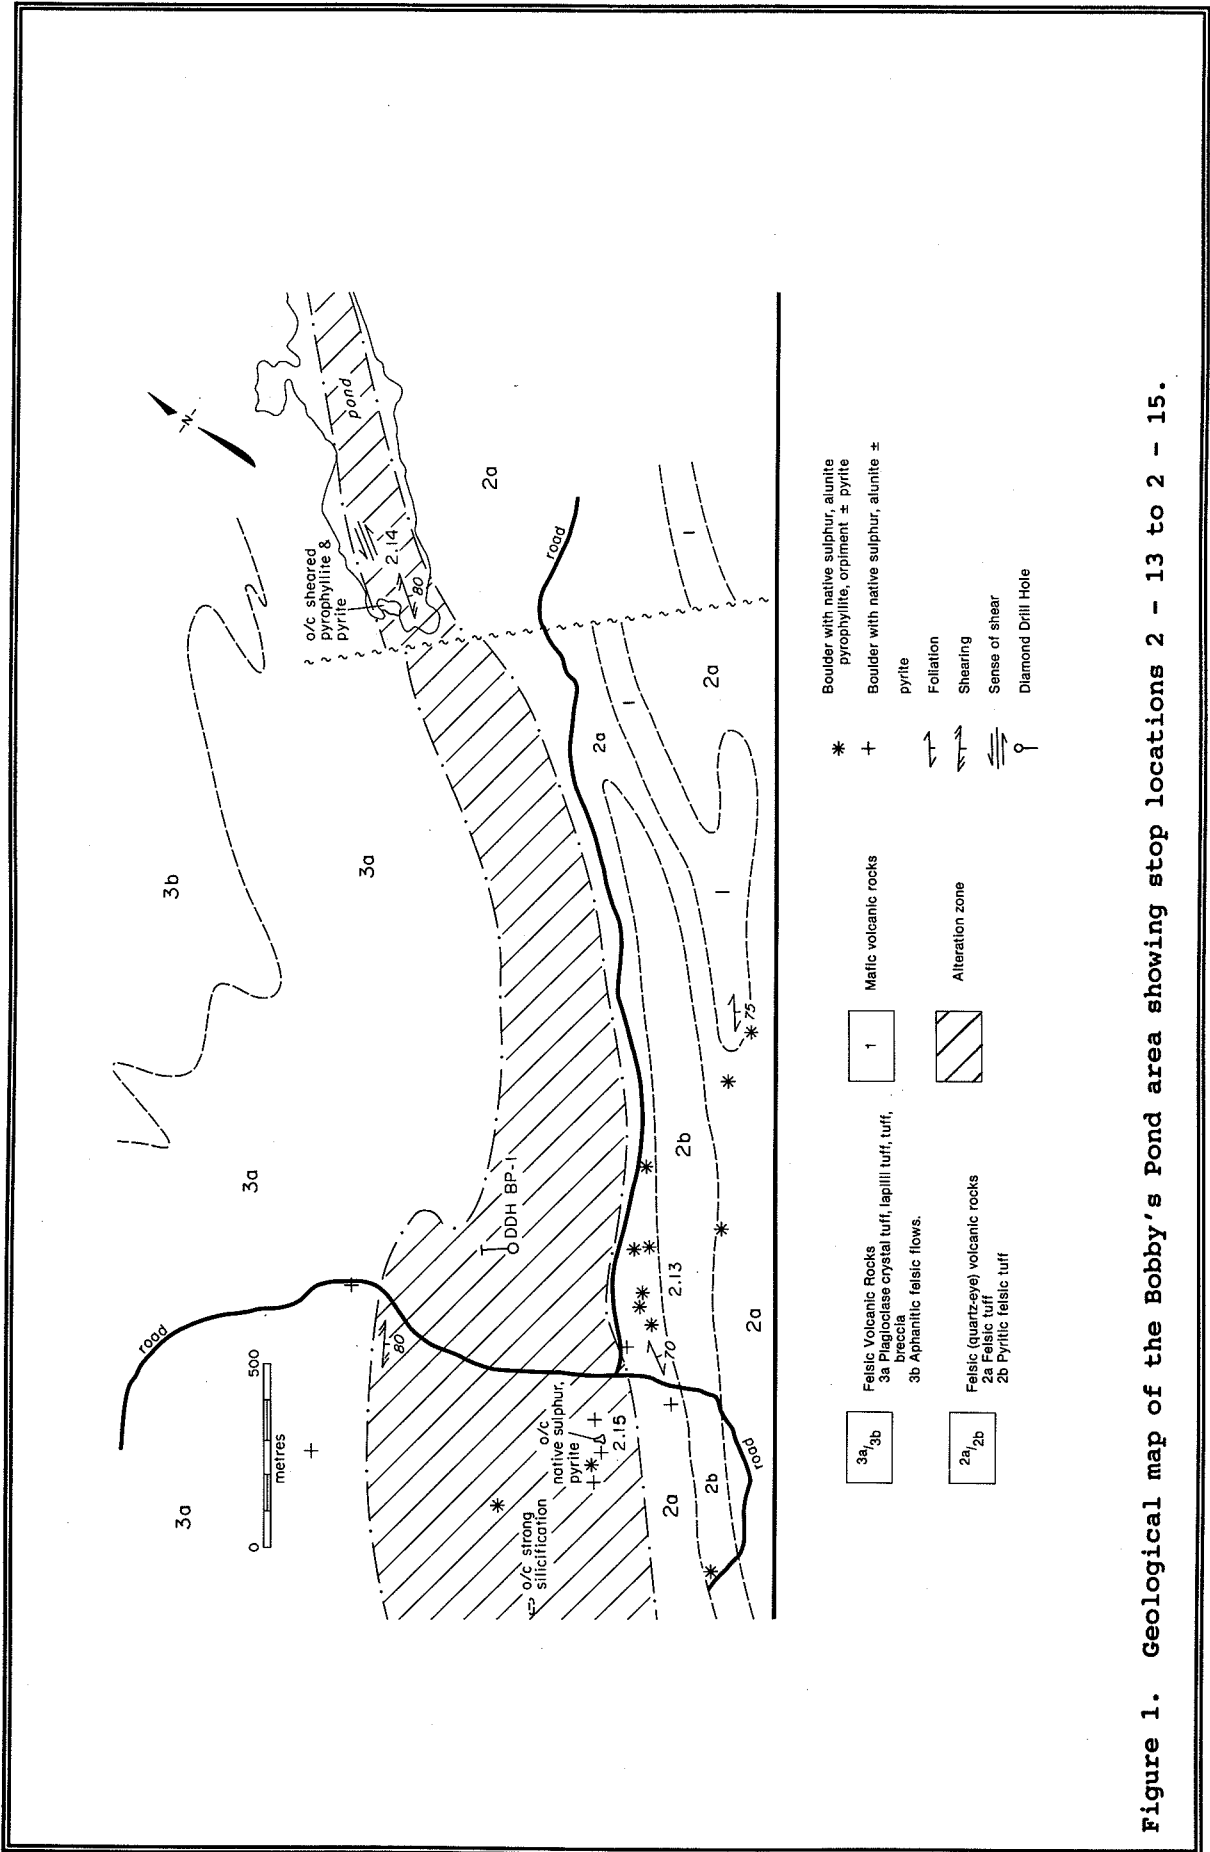 -N-
3b
3a
3a
3a
o/c sheared
pyrophyllite &
pyrite
pond
2.14
80
2a
road
road
0
500
metres
80
DDH BP-1
o/c
native sulphur,
pyrite
2.15
o/c strong
silicification
2a
1
1
2a
1
2b
2.13
70
75
2a
2a
2b
road
3a/3b
Felsic Volcanic Rocks
3a Plagioclase crystal tuff, lapilli tuff, tuff,
breccia
3b Aphanitic felsic flows.
2a/2b
Felsic (quartz-eye) volcanic rocks
2a Felsic tuff
2b Pyritic felsic tuff
1
Mafic volcanic rocks
Alteration zone
Boulder with native sulphur, alunite
pyrophyllite, orpiment ± pyrite
Boulder with native sulphur, alunite ±
pyrite
Foliation
Shearing
Sense of shear
Diamond Drill Hole
Figure 1. Geological map of the Bobby's Pond area showing stop locations 2 - 13 to 2 - 15.